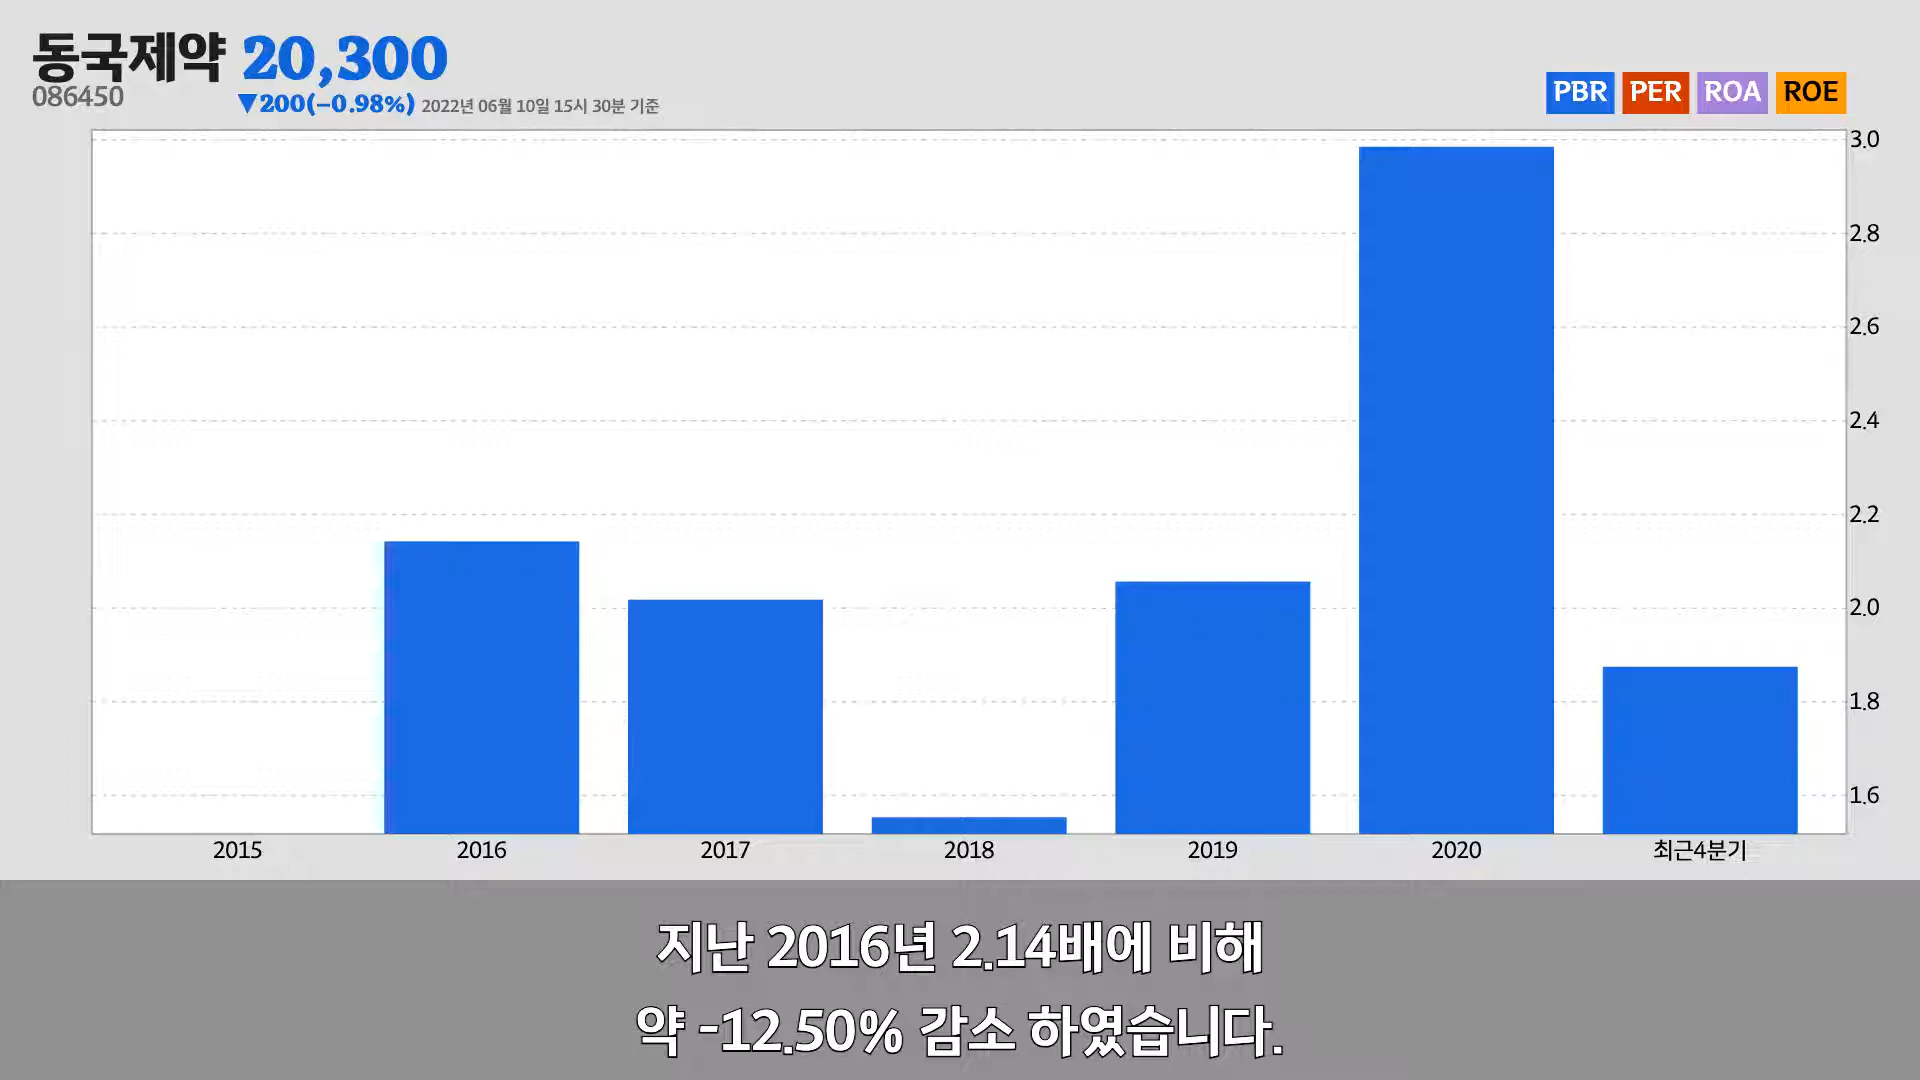 동국제약 20,300
086450
▼200(-0.98%) 2022년 06월 10일 15시 30분 기준
PBR PER ROA ROE
3.0
2.8
2.6
2.4
2.2
2.0
1.8
1.6
2015 2016 2017 2018 2019 2020 최근4분기
지난 2016년 2.14배에 비해
약 -12.50% 감소 하였습니다.